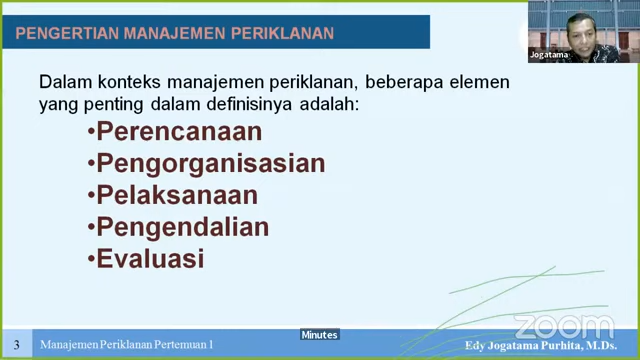 PENGERTIAN MANAJEMEN PERIKLANAN
Jogatama
Dalam konteks manajemen periklanan, beberapa elemen
yang penting dalam definisinya adalah:
•Perencanaan
•Pengorganisasian
•Pelaksanaan
•Pengendalian
•Evaluasi
zoom
Minutes
3 Manajemen Periklanan Pertemuan 1
Edy Jogatama Purhita, M.Ds.